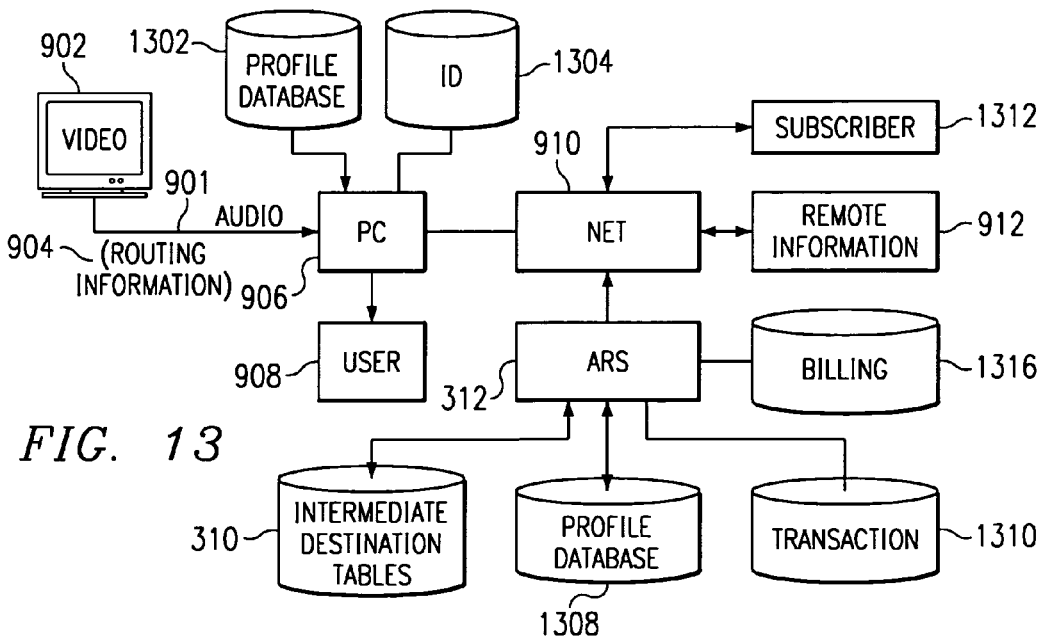 1302
902
PROFILE
DATABASE
ID
1304
VIDEO
SUBSCRIBER
1312
910
901
AUDIO
PC
NET
REMOTE
INFORMATION
912
904
(ROUTING
INFORMATION)
906
USER
908
ARS
312
BILLING
1316
FIG. 13
INTERMEDIATE
DESTINATION
TABLES
310
PROFILE
DATABASE
1308
TRANSACTION
1310